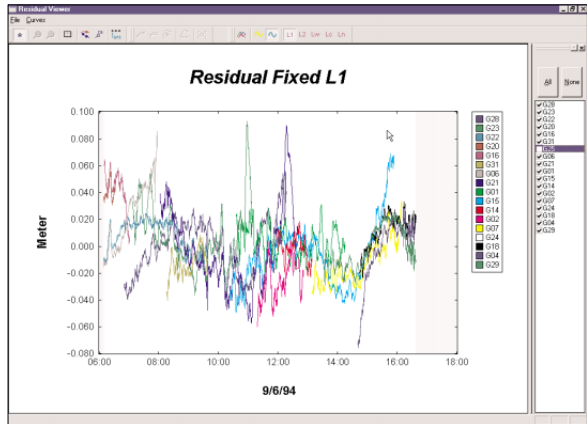 Residual Viewer
File Curves
L1 L2 Lw Lc Ln
Residual Fixed L1
All None
0.100
0.080
0.060
0.040
0.020
0.000
-0.020
-0.040
-0.060
-0.080
Meter
06:00 08:00 10:00 12:00 14:00 16:00 18:00
9/6/94
G28
G23
G22
G20
G16
G31
G06
G21
G01
G15
G14
G02
G07
G24
G18
G04
G29
G28
G23
G22
G20
G16
G31
G25
G06
G21
G01
G15
G14
G02
G07
G24
G18
G04
G29